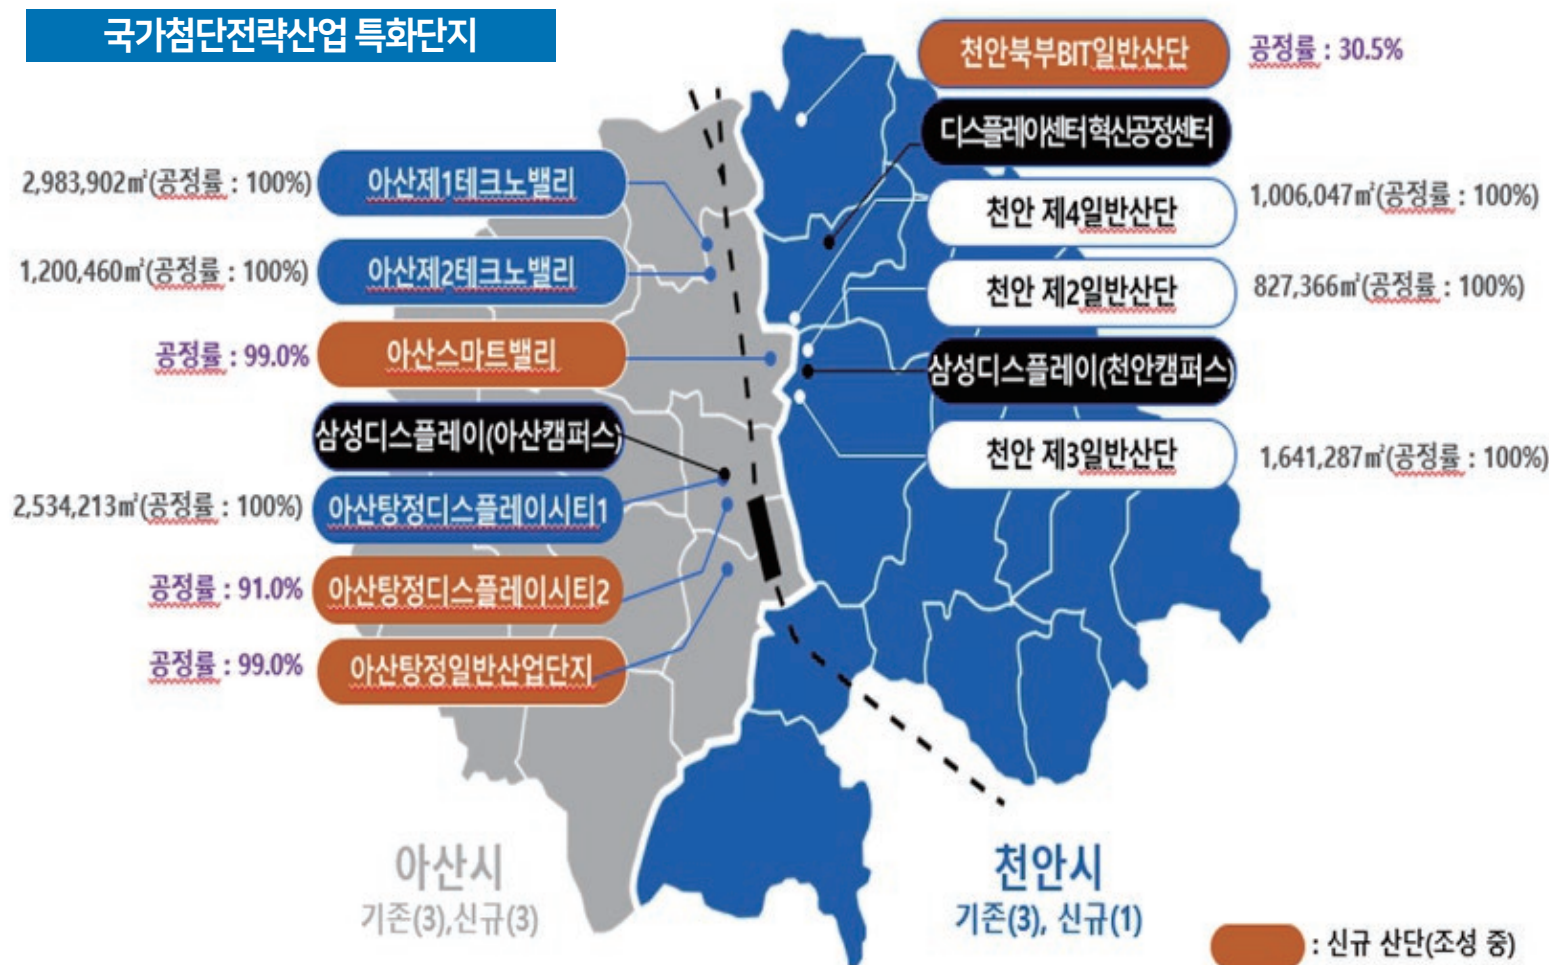 국가첨단전략산업 특화단지
천안북부BIT일반산단
공정률 : 30.5%
디스플레이센터 혁신공정센터
2,983,902㎡(공정률 : 100%)
아산제1테크노밸리
천안 제4일반산단
1,006,047㎡(공정률 : 100%)
1,200,460㎡(공정률 : 100%)
아산제2테크노밸리
천안 제2일반산단
827,366㎡(공정률 : 100%)
공정률 : 99.0%
아산스마트밸리
삼성디스플레이(천안캠퍼스)
삼성디스플레이(아산캠퍼스)
천안 제3일반산단
1,641,287㎡(공정률 : 100%)
2,534,213㎡(공정률 : 100%)
아산탕정디스플레이시티1
공정률 : 91.0%
아산탕정디스플레이시티2
공정률 : 99.0%
아산탕정일반산업단지
아산시
기존(3),신규(3)
천안시
기존(3), 신규(1)
: 신규 산단(조성 중)